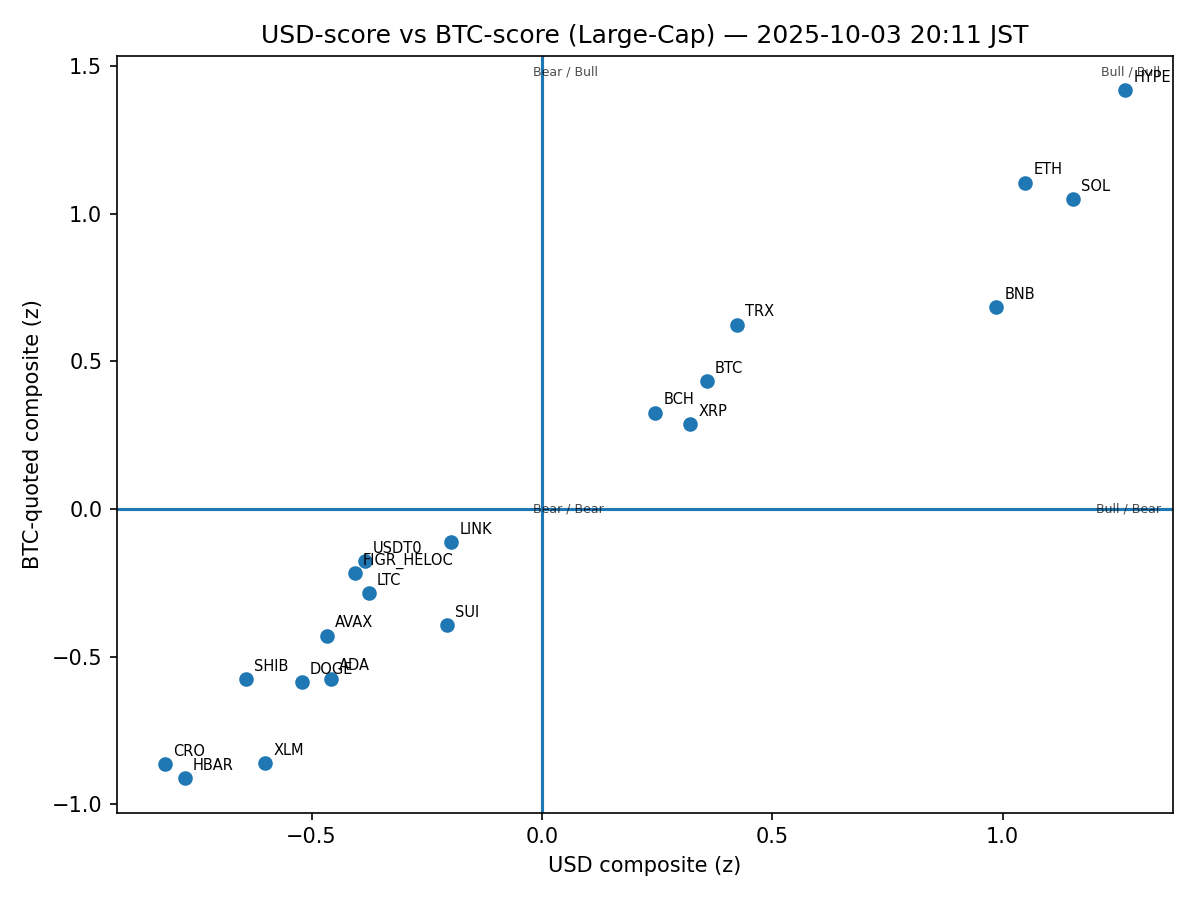 USD-score vs BTC-score (Large-Cap) — 2025-10-03 20:11 JST
Bear / Bull
Bull / Bull
HYPE
ETH
SOL
BNB
TRX
BTC
BCH
XRP
Bear / Bear
Bull / Bear
LINK
USDT0
FIGR_HELOC
LTC
SUI
AVAX
SHIB
DOGE
ADA
CRO
HBAR
XLM
1.5
1.0
0.5
0.0
−0.5
−1.0
BTC-quoted composite (z)
−0.5
0.0
0.5
1.0
USD composite (z)